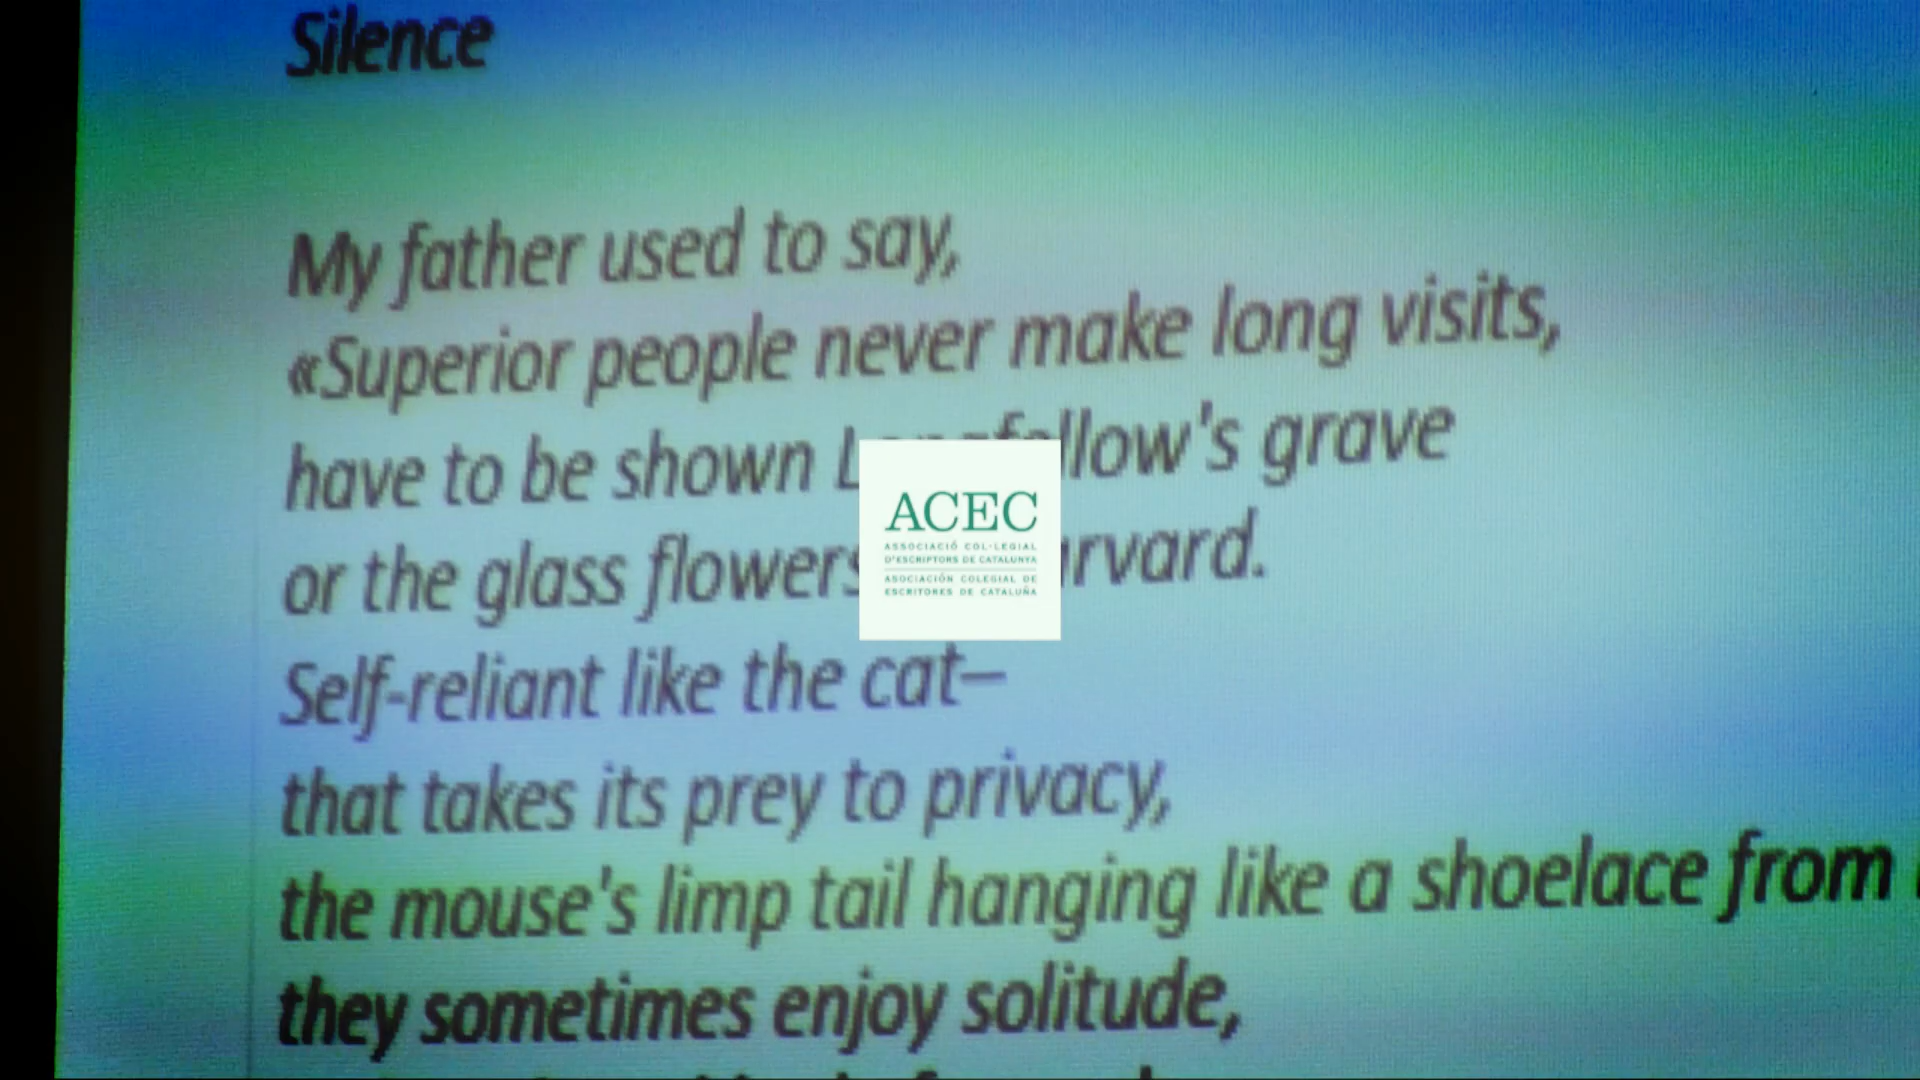 Silence
My father used to say,
«Superior people never make long visits,
have to be shown Longfellow's grave
or the glass flowers rvard.
Self-reliant like the cat—
that takes its prey to privacy,
the mouse's limp tail hanging like a shoelace from
they sometimes enjoy solitude,
ACEC
ASSOCIACIÓ COL·LEGIAL
D'ESCRIPTORS DE CATALUNYA
ASOCIACIÓN COLEGIAL DE
ESCRITORES DE CATALUÑA